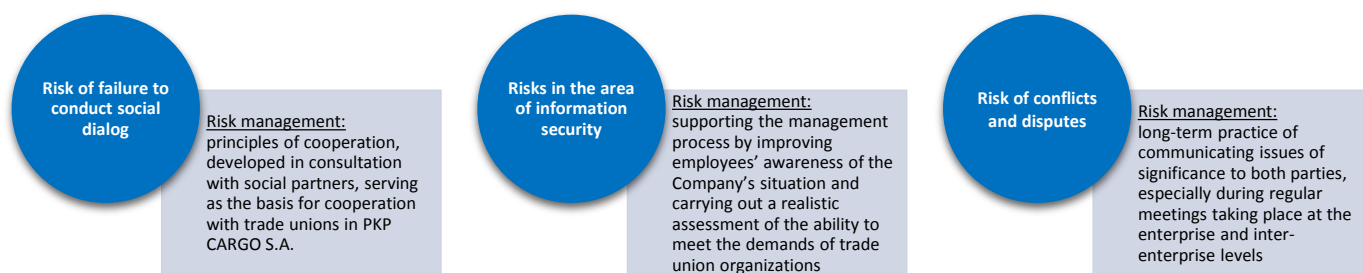 Risk of failure to
conduct social
dialog
Risk management:
principles of cooperation,
developed in consultation
with social partners, serving
as the basis for cooperation
with trade unions in PKP
CARGO S.A.
Risks in the area
of information
security
Risk management:
supporting the management
process by improving
employees’ awareness of the
Company’s situation and
carrying out a realistic
assessment of the ability to
meet the demands of trade
union organizations
Risk of conflicts
and disputes
Risk management:
long-term practice of
communicating issues of
significance to both parties,
especially during regular
meetings taking place at the
enterprise and inter-
enterprise levels